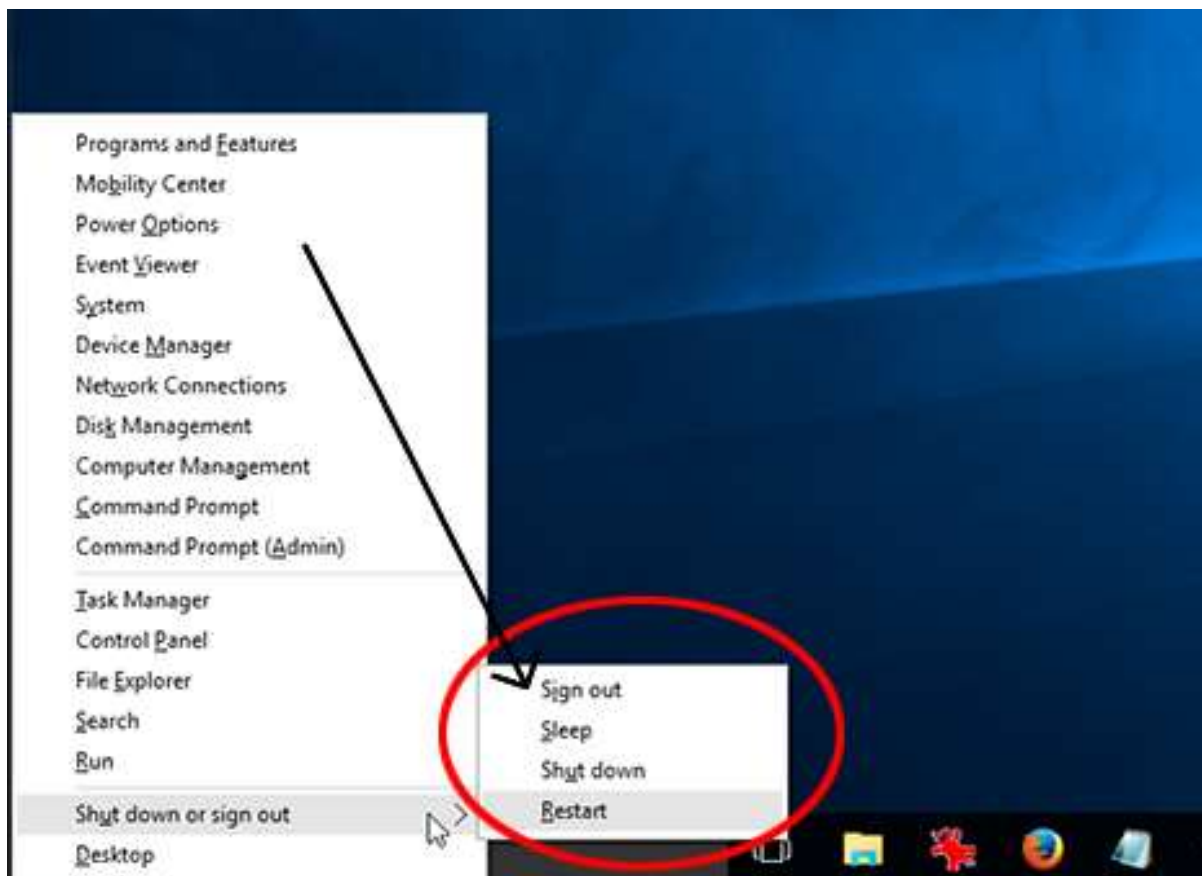 Programs and Features
Mobility Center
Power Options
Event Viewer
System
Device Manager
Network Connections
Disk Management
Computer Management
Command Prompt
Command Prompt (Admin)
Task Manager
Control Panel
File Explorer
Search
Run
Shut down or sign out
Desktop
Sign out
Sleep
Shut down
Restart